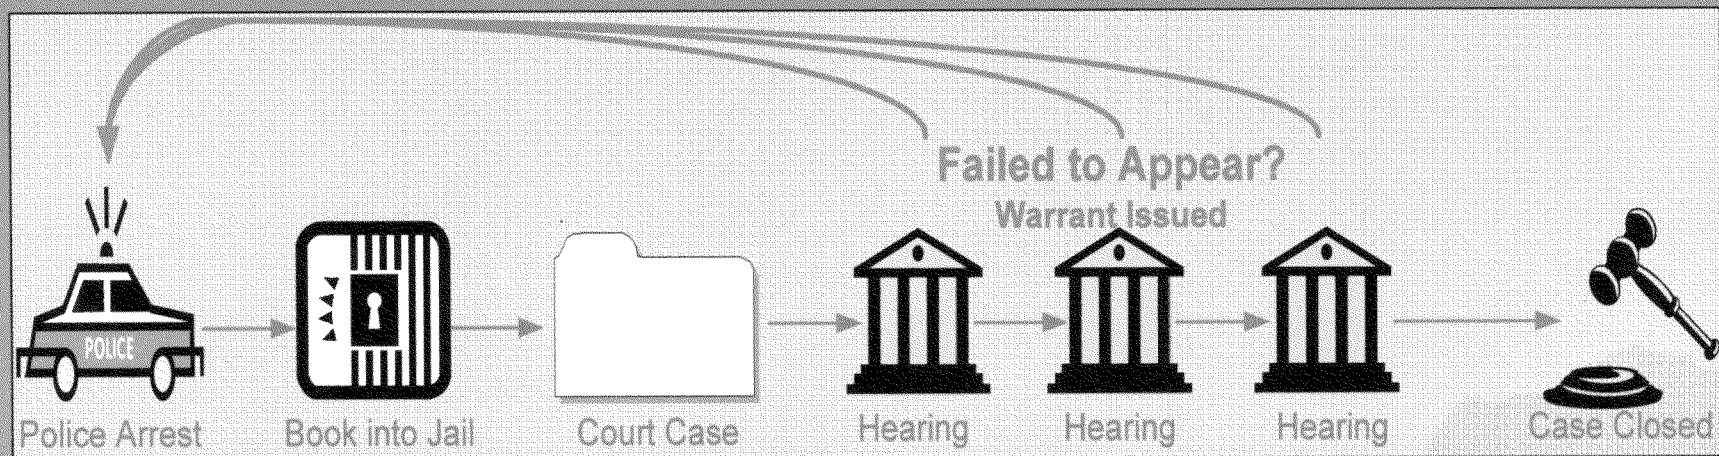 Failed to Appear?
Warrant Issued
POLICE
Police Arrest
Book into Jail
Court Case
Hearing
Hearing
Hearing
Case Closed